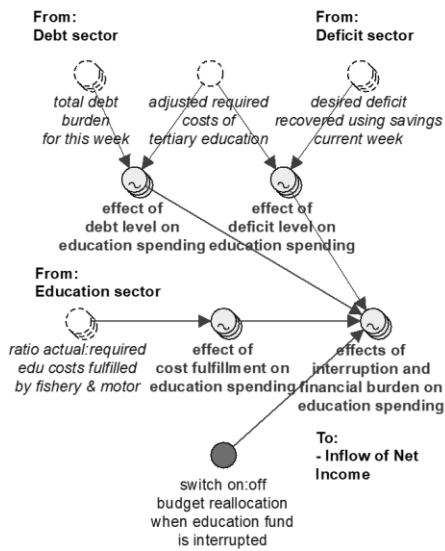 From:
Debt sector
From:
Deficit sector
total debt
burden
for this week
adjusted required
costs of
tertiary education
desired deficit
recovered using savings
current week
effect of
debt level on
education spending
effect of
deficit level on
education spending
From:
Education sector
ratio actual:required
edu costs fulfilled
by fishery & motor
effect of
cost fulfillment on
education spending
effects of
interruption and
financial burden on
education spending
To:
- Inflow of Net
Income
switch on:off
budget reallocation
when education fund
is interrupted